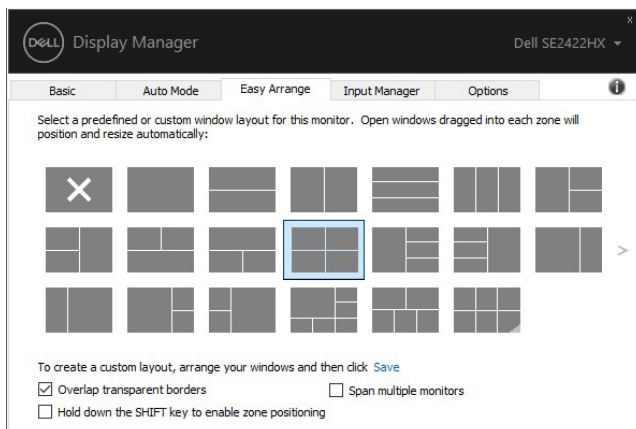 DELL Display Manager
Dell SE2422HX
Basic Auto Mode Easy Arrange Input Manager Options
Select a predefined or custom window layout for this monitor. Open windows dragged into each zone will
position and resize automatically:
To create a custom layout, arrange your windows and then click Save
Overlap transparent borders
Span multiple monitors
Hold down the SHIFT key to enable zone positioning